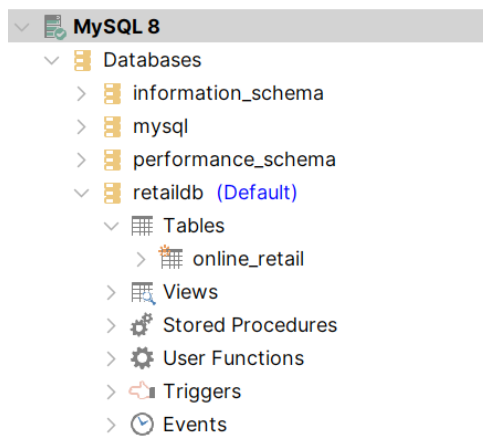 MySQL 8
Databases
information_schema
mysql
performance_schema
retaildb (Default)
Tables
online_retail
Views
Stored Procedures
User Functions
Triggers
Events